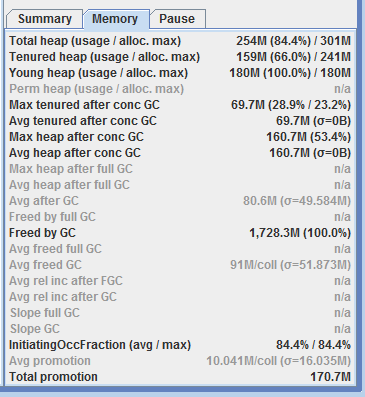 Summary Memory Pause
Total heap (usage / alloc. max) 254M (84.4%) / 301M
Tenured heap (usage / alloc. max) 159M (66.0%) / 241M
Young heap (usage / alloc. max) 180M (100.0%) / 180M
Perm heap (usage / alloc. max) n/a
Max tenured after conc GC 69.7M (28.9% / 23.2%)
Avg tenured after conc GC 69.7M (σ=0B)
Max heap after conc GC 160.7M (53.4%)
Avg heap after conc GC 160.7M (σ=0B)
Max heap after full GC n/a
Avg heap after full GC n/a
Avg after GC 80.6M (σ=49.584M)
Freed by full GC n/a
Freed by GC 1,728.3M (100.0%)
Avg freed full GC n/a
Avg freed GC 91M/coll (σ=51.873M)
Avg rel inc after FGC n/a
Avg rel inc after GC n/a
Slope full GC n/a
Slope GC n/a
InitiatingOccFraction (avg / max) 84.4% / 84.4%
Avg promotion 10.041M/coll (σ=16.035M)
Total promotion 170.7M